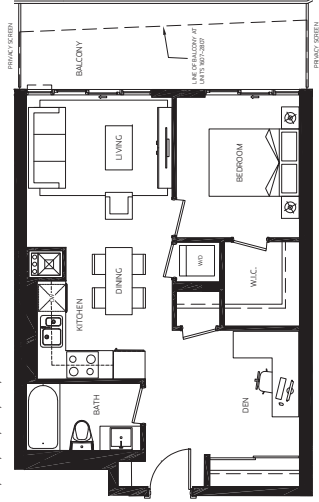 PRIVACY SCREEN
BALCONY
LINE OF BALCONY AT
UNITS 1607-2807
PRIVACY SCREEN
LIVING
BEDROOM
DINING
W/D
W.I.C.
KITCHEN
BATH
DEN